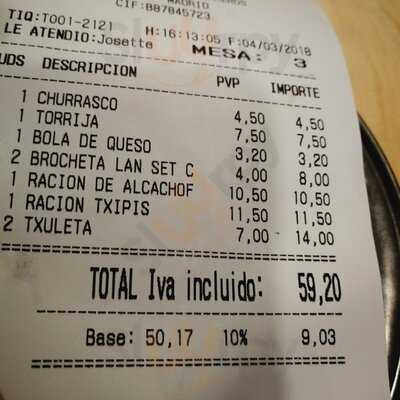 MADRID
CIF:B87845723
TIQ:T001-2121 H:16:13:05 F:04/03/2018
LE ATENDIO:Josette MESA: 3
UDS DESCRIPCION PVP IMPORTE
1 CHURRASCO 4,50 4,50
1 TORRIJA 7,50 7,50
1 BOLA DE QUESO 3,20 3,20
2 BROCHETA LAN SET C 4,00 8,00
1 RACION DE ALCACHOF 10,50 10,50
1 RACION TXIPIS 11,50 11,50
2 TXULETA 7,00 14,00
TOTAL Iva incluido: 59,20
Base: 50,17 10% 9,03